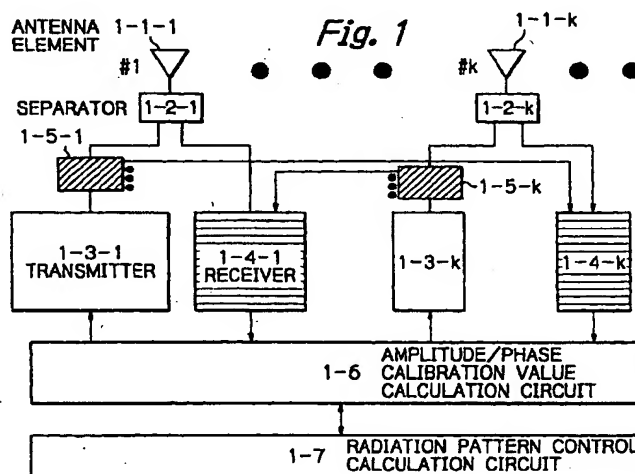 Fig. 1
ANTENNA
ELEMENT
1-1-1
1-1-k
#1
#k
SEPARATOR
1-2-1
1-2-k
1-5-1
1-5-k
1-3-1
TRANSMITTER
1-4-1
RECEIVER
1-3-k
1-4-k
1-6
AMPLITUDE/PHASE
CALIBRATION VALUE
CALCULATION CIRCUIT
1-7
RADIATION PATTERN CONTROL
CALCULATION CIRCUIT